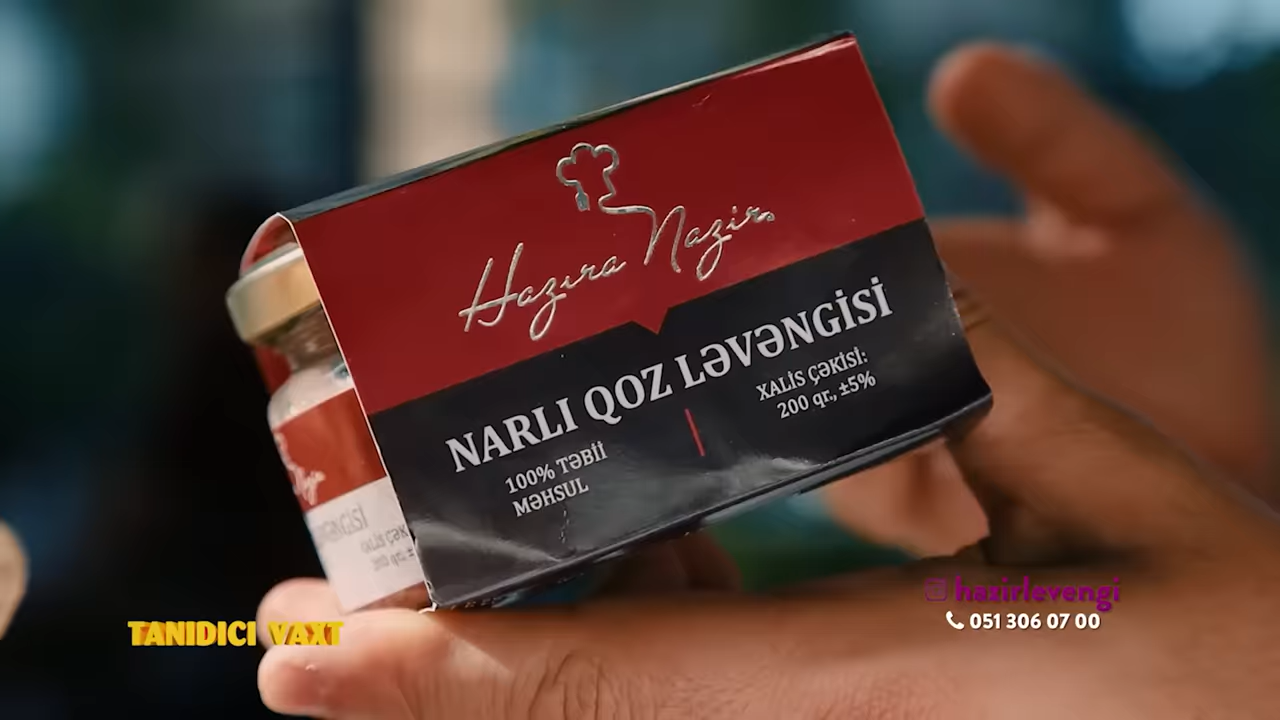 Hazıra Nazir
NARLI QOZ LƏVƏNGİSİ
100% TƏBİİ
MƏHSUL
XALİS ÇƏKİSİ:
200 qr., ±5%
TANIDICI VAXT
hazirlevengi
051 306 07 00